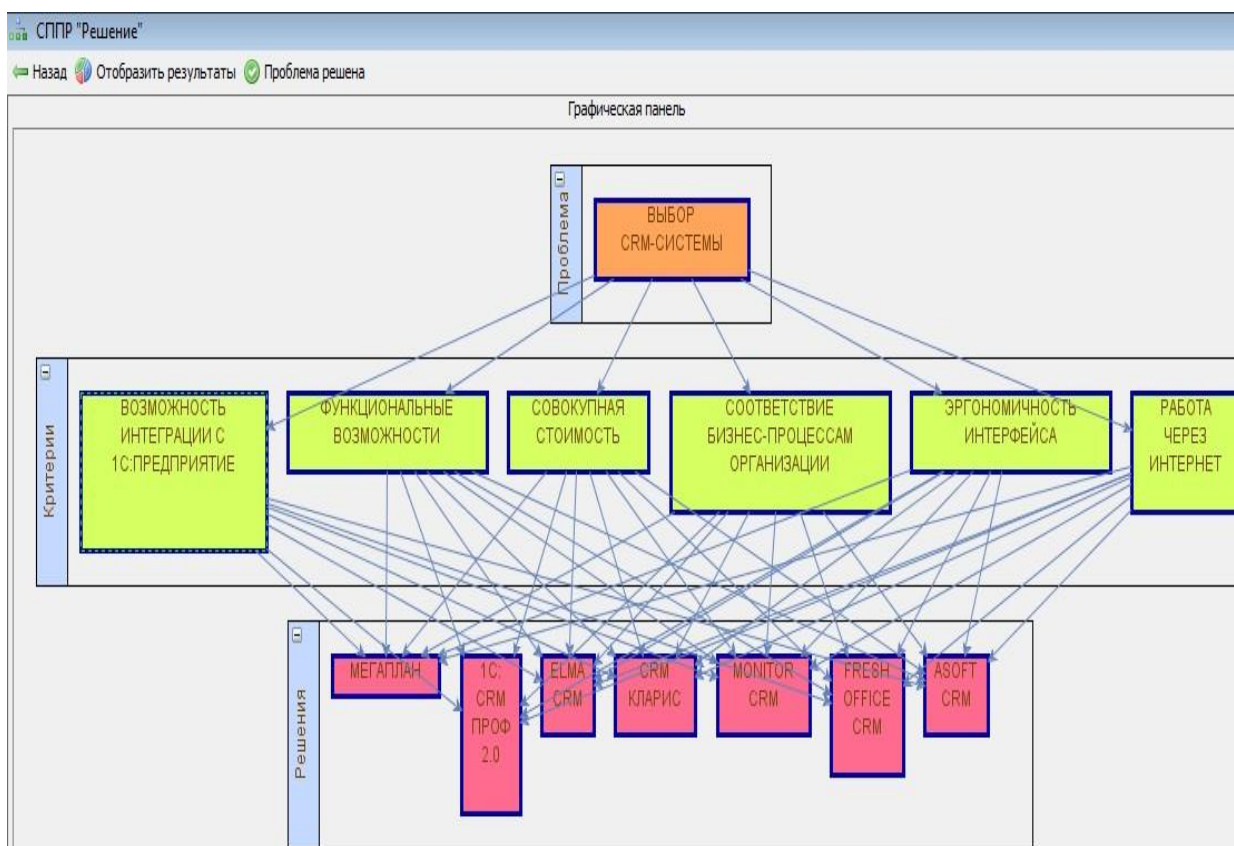 СППР "Решение"
Назад Отобразить результаты Проблема решена
Графическая панель
Проблема
ВЫБОР
CRM-СИСТЕМЫ
Критерии
ВОЗМОЖНОСТЬ
ИНТЕГРАЦИИ С
1С:ПРЕДПРИЯТИЕ
ФУНКЦИОНАЛЬНЫЕ
ВОЗМОЖНОСТИ
СОВОКУПНАЯ
СТОИМОСТЬ
СООТВЕТСТВИЕ
БИЗНЕС-ПРОЦЕССАМ
ОРГАНИЗАЦИИ
ЭРГОНОМИЧНОСТЬ
ИНТЕРФЕЙСА
РАБОТА
ЧЕРЕЗ
ИНТЕРНЕТ
Решения
МЕГАПЛАН
1С:
CRM
ПРОФ
2.0
ELMA
CRM
CRM
КЛАРИС
MONITOR
CRM
FRESH
OFFICE
CRM
ASOFT
CRM